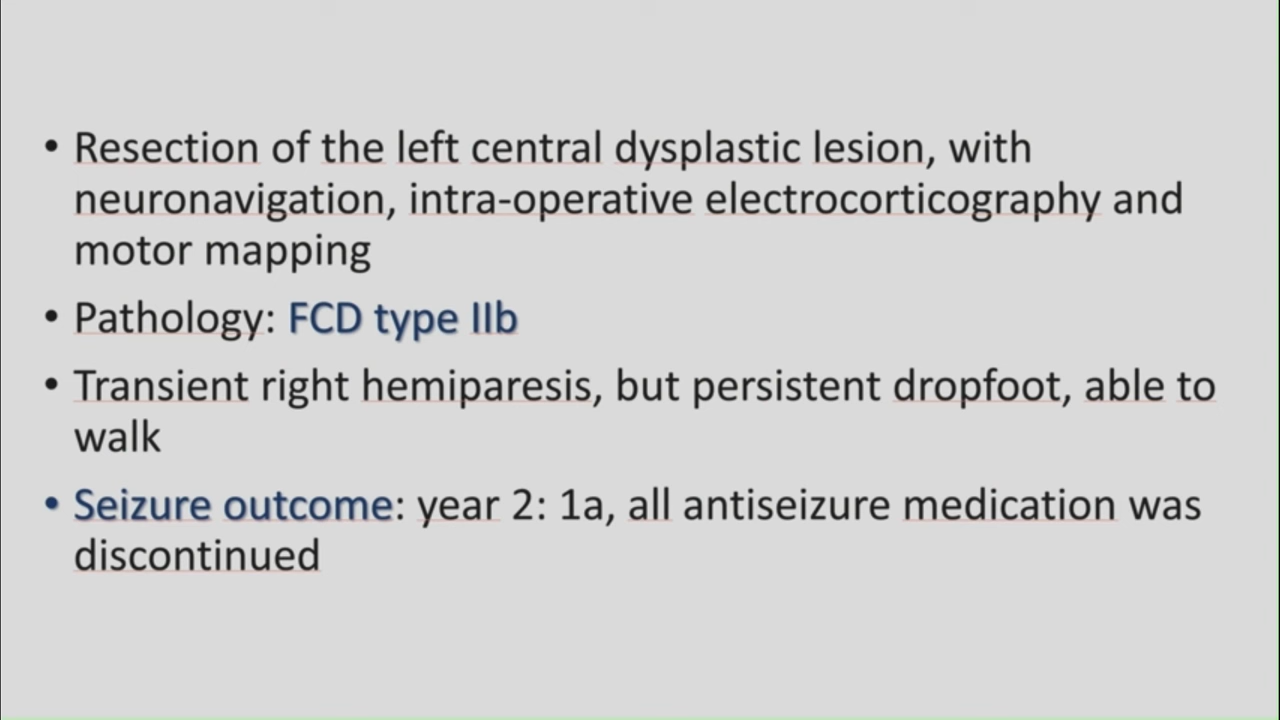 • Resection of the left central dysplastic lesion, with
neuronavigation, intra-operative electrocorticography and
motor mapping
• Pathology: FCD type IIb
• Transient right hemiparesis, but persistent dropfoot, able to
walk
• Seizure outcome: year 2: 1a, all antiseizure medication was
discontinued